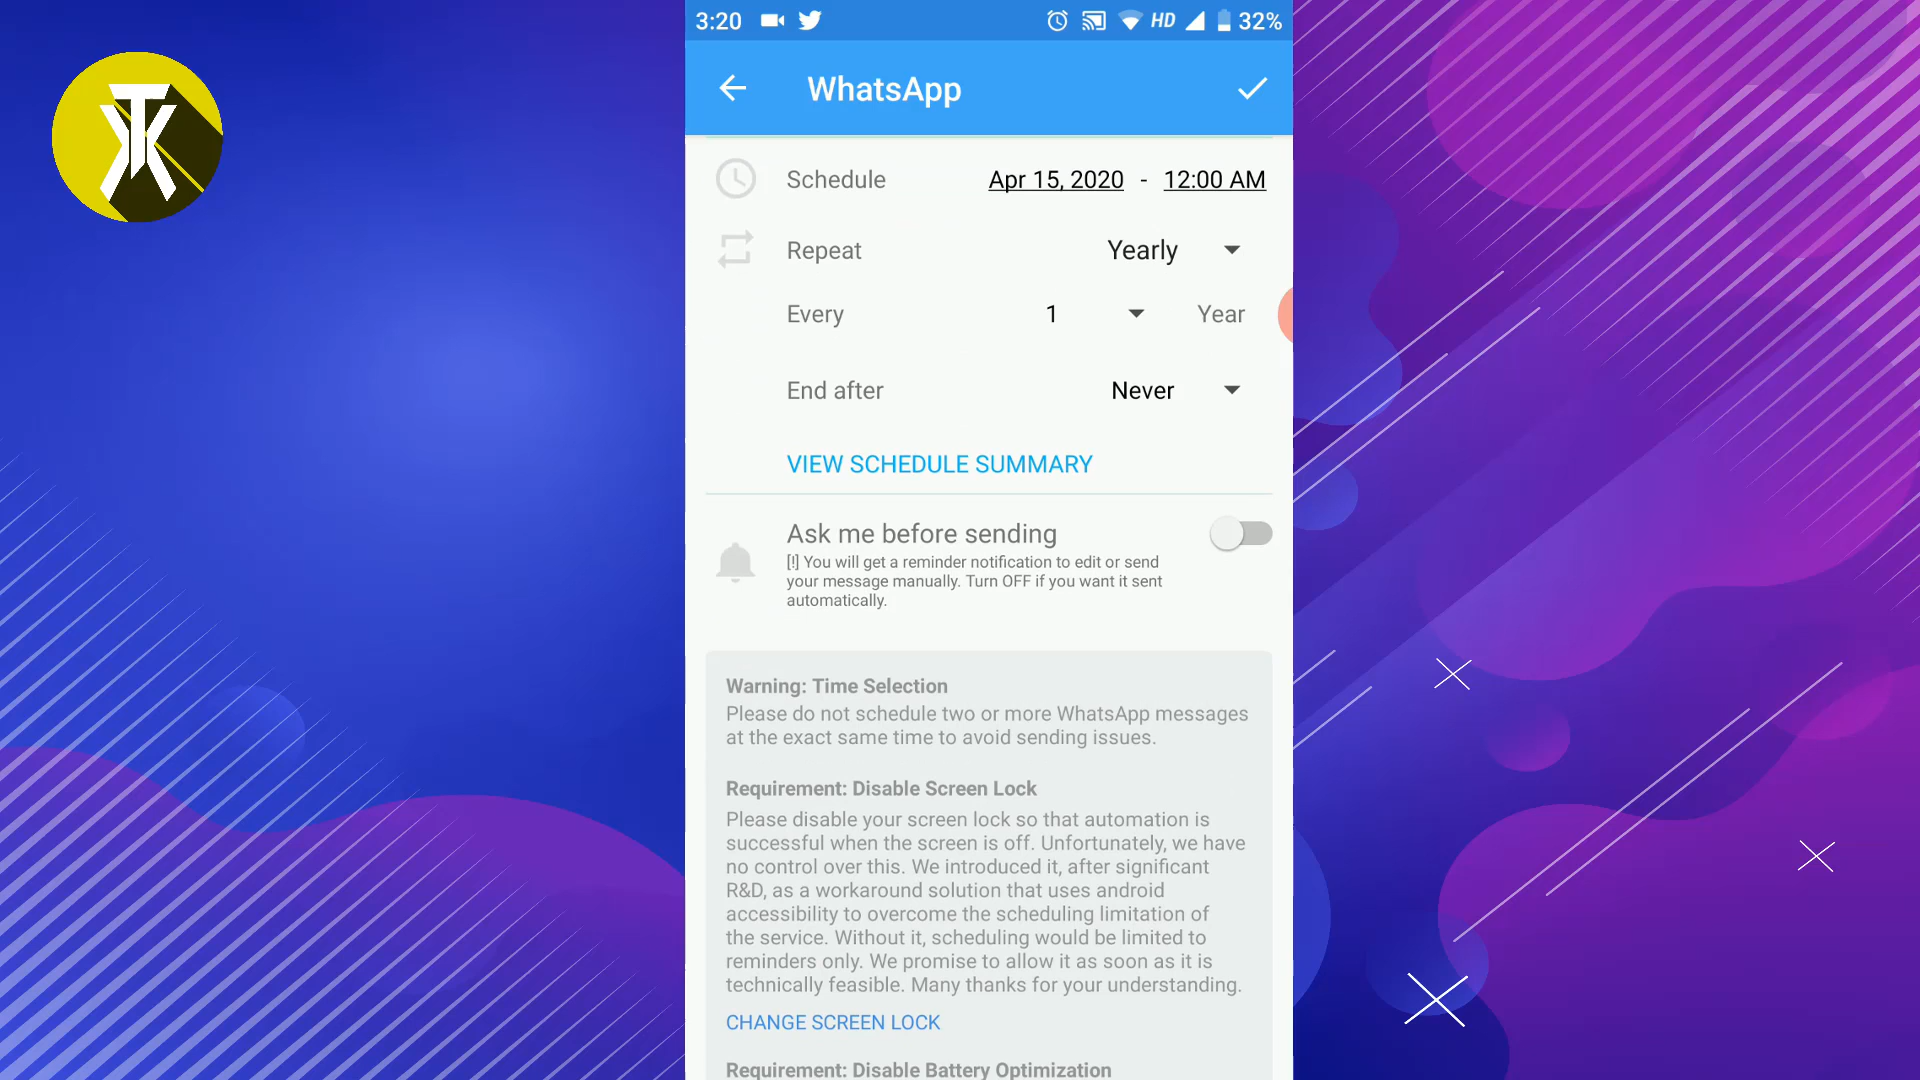 3:20 HD 32%
WhatsApp
Schedule Apr 15, 2020 - 12:00 AM
Repeat Yearly
Every 1 Year
End after Never
VIEW SCHEDULE SUMMARY
Ask me before sending
[!] You will get a reminder notification to edit or send
your message manually. Turn OFF if you want it sent
automatically.
Warning: Time Selection
Please do not schedule two or more WhatsApp messages
at the exact same time to avoid sending issues.
Requirement: Disable Screen Lock
Please disable your screen lock so that automation is
successful when the screen is off. Unfortunately, we have
no control over this. We introduced it, after significant
R&D, as a workaround solution that uses android
accessibility to overcome the scheduling limitation of
the service. Without it, scheduling would be limited to
reminders only. We promise to allow it as soon as it is
technically feasible. Many thanks for your understanding.
CHANGE SCREEN LOCK
Requirement: Disable Battery Optimization